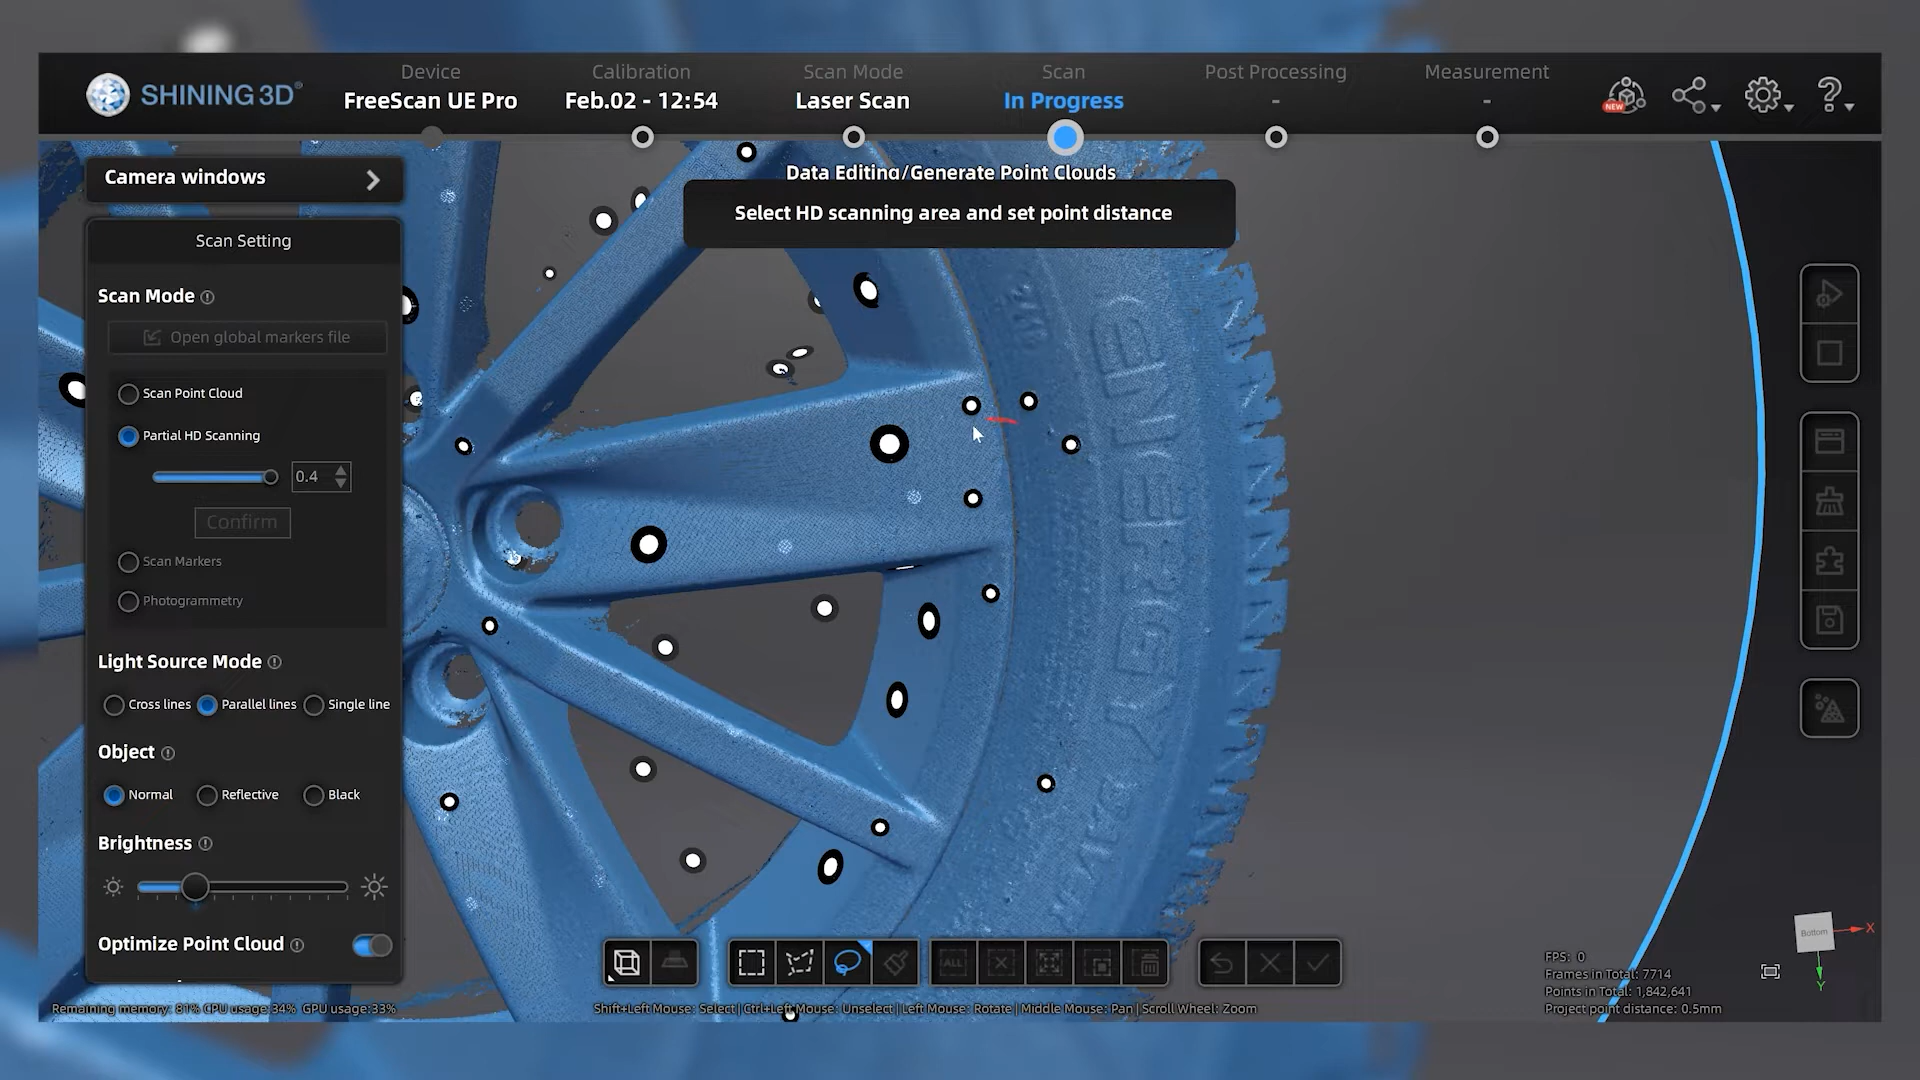 SHINING 3D®
Device
FreeScan UE Pro
Calibration
Feb.02 - 12:54
Scan Mode
Laser Scan
Scan
In Progress
Post Processing
-
Measurement
-
NEW
?
Data Editing/Generate Point Clouds
Select HD scanning area and set point distance
Camera windows
Scan Setting
Scan Mode
Open global markers file
Scan Point Cloud
Partial HD Scanning
0.4
Confirm
Scan Markers
Photogrammetry
Light Source Mode
Cross lines
Parallel lines
Single line
Object
Normal
Reflective
Black
Brightness
Optimize Point Cloud
ENERGY
ALL
Bottom
X
Y
FPS: 0
Frames in Total: 7714
Points in Total: 1,842,641
Project point distance: 0.5mm
Remaining memory: 81% CPU usage:34% GPU usage:33%
Shift+Left Mouse: Select | Ctrl+Left Mouse: Unselect | Left Mouse: Rotate | Middle Mouse: Pan | Scroll Wheel: Zoom